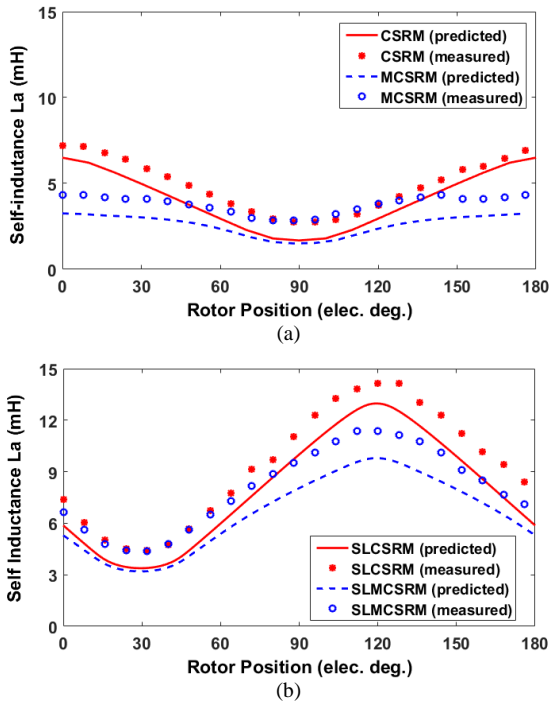 (a)
15
10
5
0
Self-indutance La (mH)
CSRM (predicted)
CSRM (measured)
MCSRM (predicted)
MCSRM (measured)
0 30 60 90 120 150 180
Rotor Position (elec. deg.)
(a)
15
12
9
6
3
0
Self Inductance La (mH)
SLCSRM (predicted)
SLCSRM (measured)
SLMCSRM (predicted)
SLMCSRM (measured)
0 30 60 90 120 150 180
Rotor Position (elec. deg.)
(b)